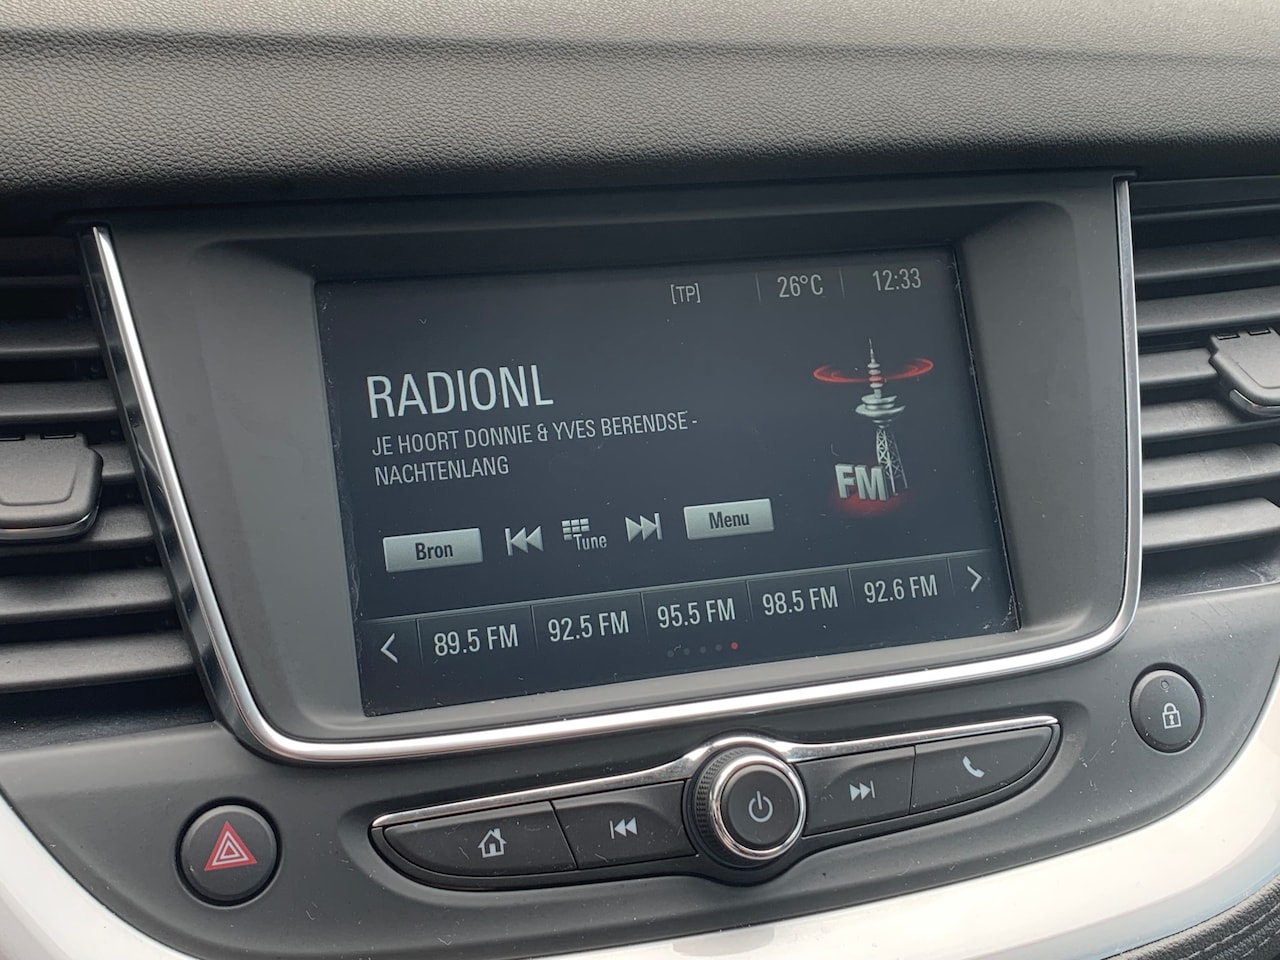 [TP] 26°C 12:33
RADIONL
JE HOORT DONNIE & YVES BERENDSE -
NACHTENLANG
FM
Bron Tune Menu
89.5 FM 92.5 FM 95.5 FM 98.5 FM 92.6 FM